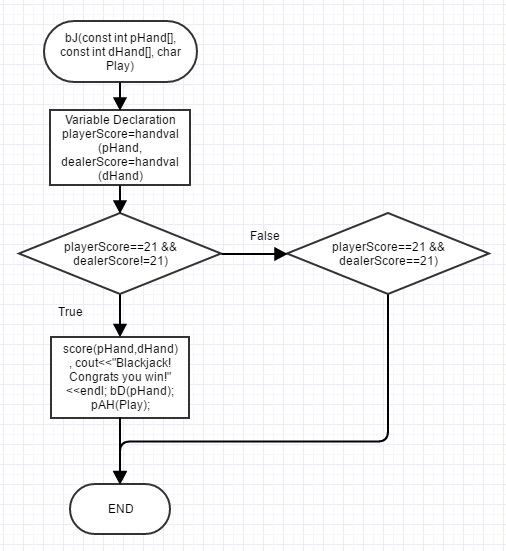 bJ(const int pHand[],
const int dHand[], char
Play)
Variable Declaration
playerScore=handval
(pHand,
dealerScore=handval
(dHand)
playerScore==21 &&
dealerScore!=21)
False
playerScore==21 &&
dealerScore==21)
True
score(pHand,dHand)
, cout<<"Blackjack!
Congrats you win!"
<<endl; bD(pHand);
pAH(Play);
END